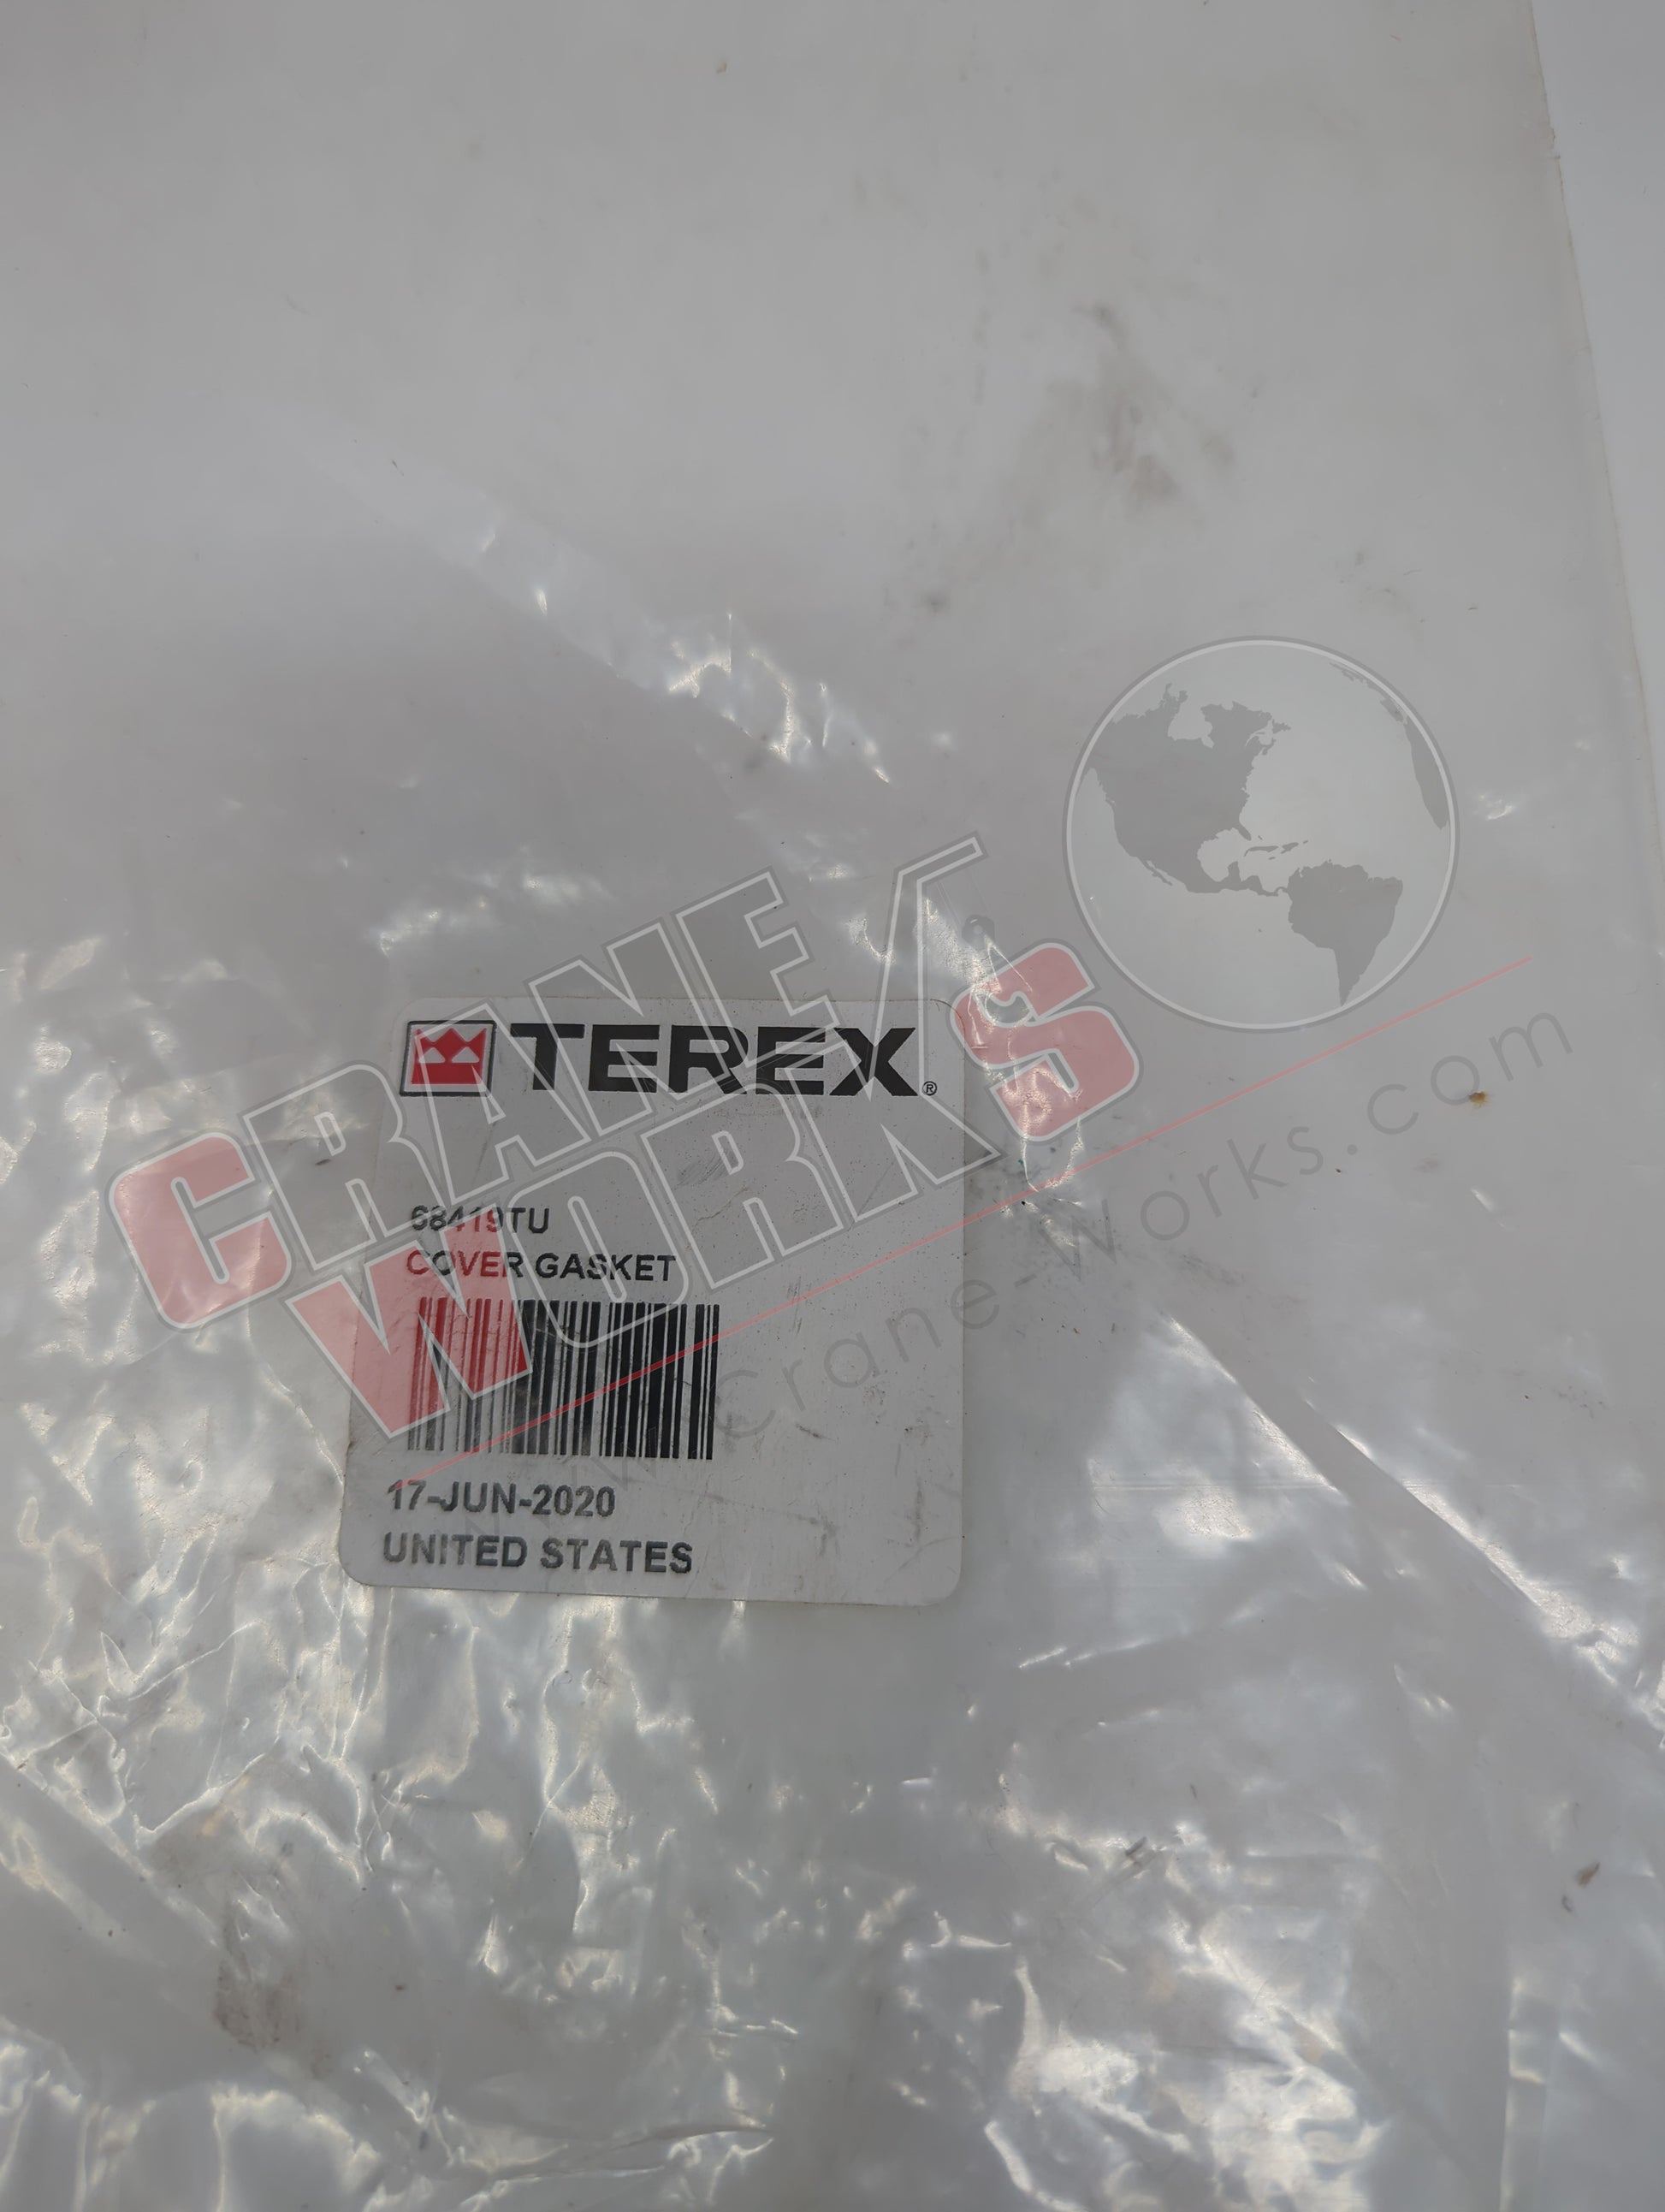 TEREX®
CRANE
WORKS
68419TU
COVER GASKET
www.Crane-Works.com
17-JUN-2020
UNITED STATES